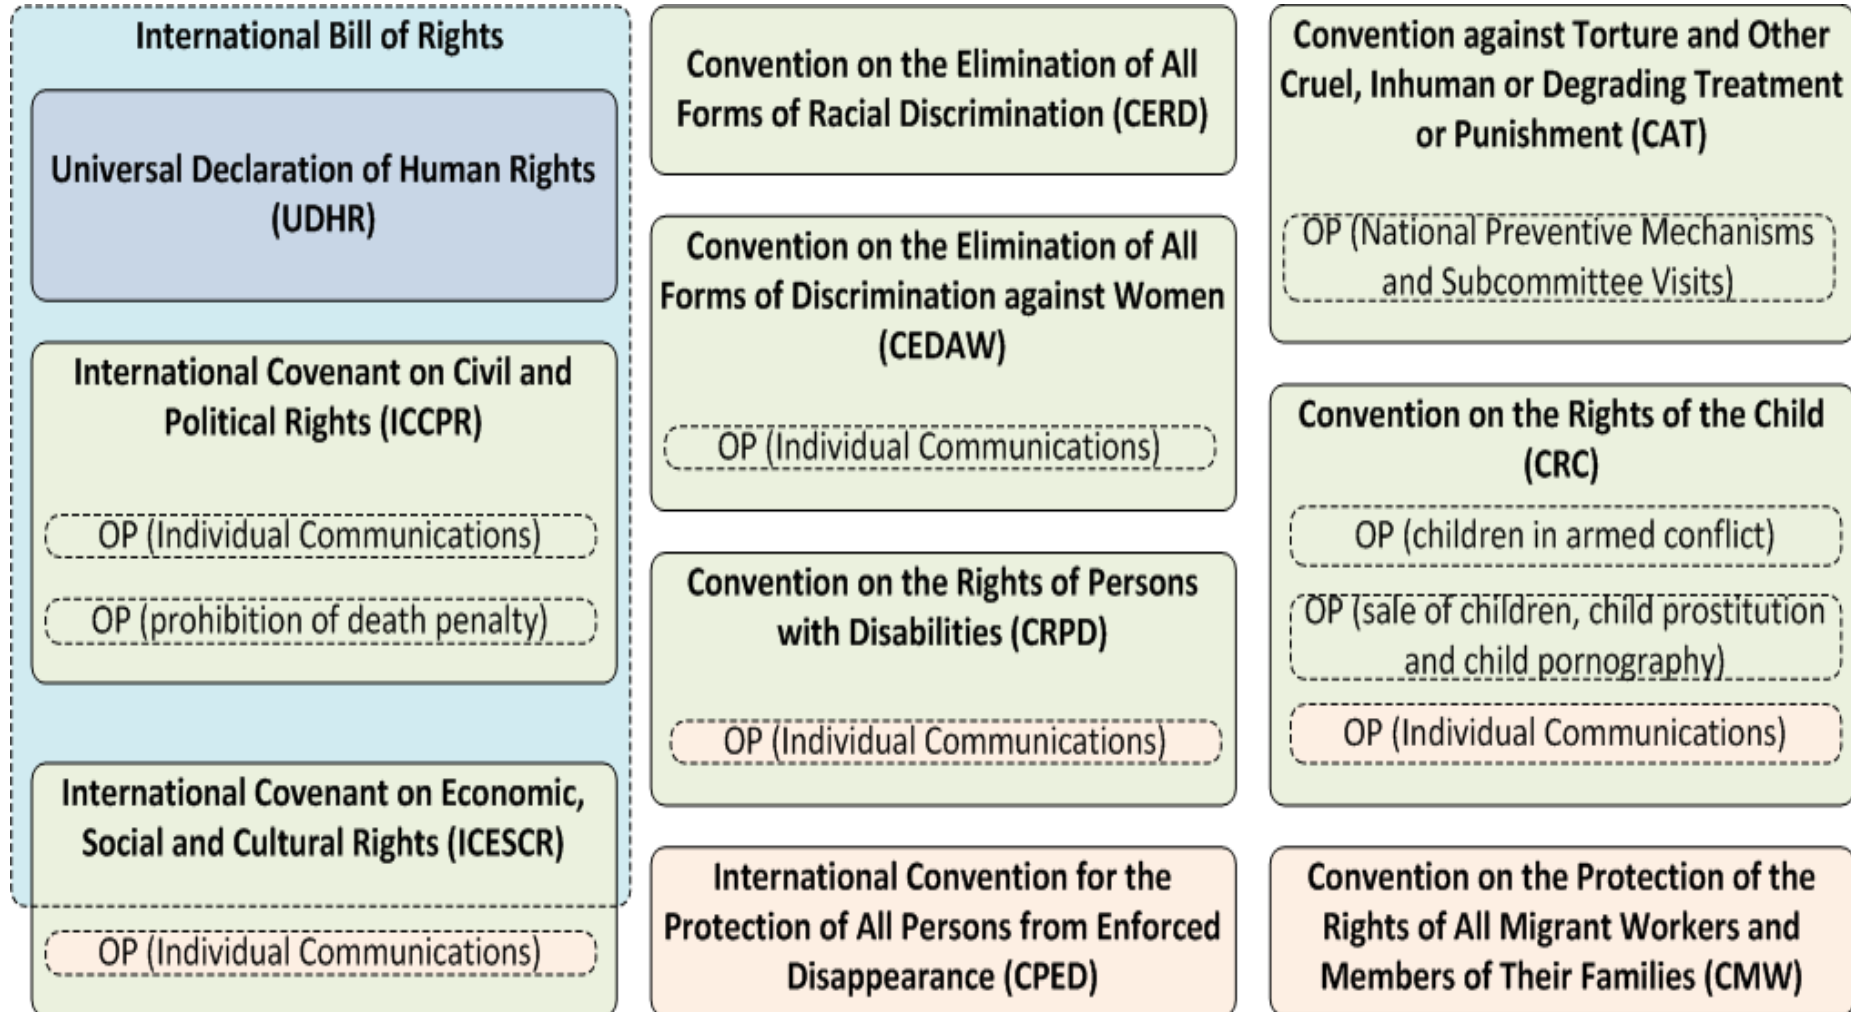 International Bill of Rights
Universal Declaration of Human Rights
(UDHR)
International Covenant on Civil and
Political Rights (ICCPR)
OP (Individual Communications)
OP (prohibition of death penalty)
International Covenant on Economic,
Social and Cultural Rights (ICESCR)
OP (Individual Communications)
Convention on the Elimination of All
Forms of Racial Discrimination (CERD)
Convention on the Elimination of All
Forms of Discrimination against Women
(CEDAW)
OP (Individual Communications)
Convention on the Rights of Persons
with Disabilities (CRPD)
OP (Individual Communications)
International Convention for the
Protection of All Persons from Enforced
Disappearance (CPED)
Convention against Torture and Other
Cruel, Inhuman or Degrading Treatment
or Punishment (CAT)
OP (National Preventive Mechanisms
and Subcommittee Visits)
Convention on the Rights of the Child
(CRC)
OP (children in armed conflict)
OP (sale of children, child prostitution
and child pornography)
OP (Individual Communications)
Convention on the Protection of the
Rights of All Migrant Workers and
Members of Their Families (CMW)